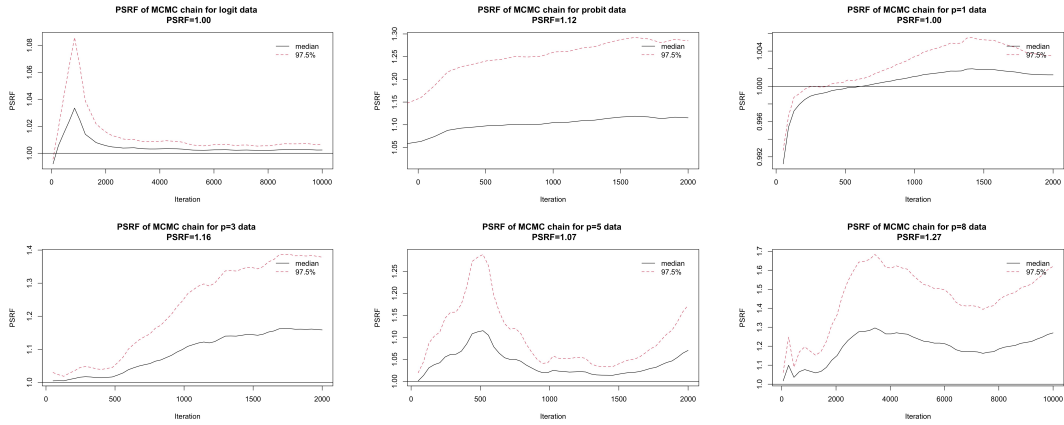 PSRF of MCMC chain for logit data
PSRF=1.00
PSRF
1.08
1.06
1.04
1.02
1.00
median
97.5%
0
2000
4000
6000
8000
10000
Iteration
PSRF of MCMC chain for probit data
PSRF=1.12
PSRF
1.30
1.25
1.20
1.15
1.10
1.05
median
97.5%
0
500
1000
1500
2000
Iteration
PSRF of MCMC chain for p=1 data
PSRF=1.00
PSRF
1.004
1.000
0.996
0.992
median
97.5%
0
500
1000
1500
2000
Iteration
PSRF of MCMC chain for p=3 data
PSRF=1.16
PSRF
1.4
1.3
1.2
1.1
1.0
median
97.5%
0
500
1000
1500
2000
Iteration
PSRF of MCMC chain for p=5 data
PSRF=1.07
PSRF
1.25
1.20
1.15
1.10
1.05
1.00
median
97.5%
0
500
1000
1500
2000
Iteration
PSRF of MCMC chain for p=8 data
PSRF=1.27
PSRF
1.7
1.6
1.5
1.4
1.3
1.2
1.1
1.0
median
97.5%
0
2000
4000
6000
8000
10000
Iteration